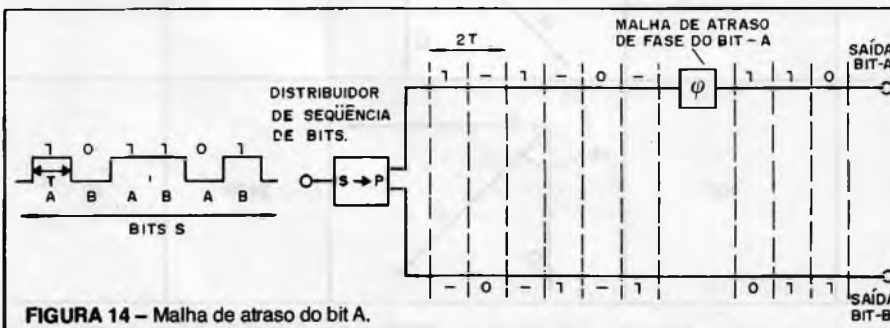 MALHA DE ATRASO
DE FASE DO BIT-A
SAÍDA
BIT-A
2T
1 - 1 - 0 -
φ
1 1 0
DISTRIBUIDOR
DE SEQÜÊNCIA
DE BITS.
1 0 1 1 0 1
T
A B A B A B
BITS S
S → P
- 0 - 1 - 1
0 1 1
SAÍDA
BIT-B
FIGURA 14 – Malha de atraso do bit A.